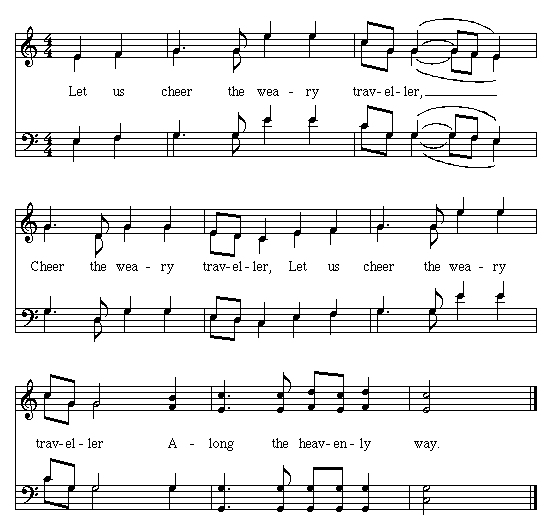 Let us cheer the wea - ry trav- el - ler,
Cheer the wea - ry trav- el - ler, Let us cheer the wea - ry
trav- el - ler A - long the heav- en - ly way.